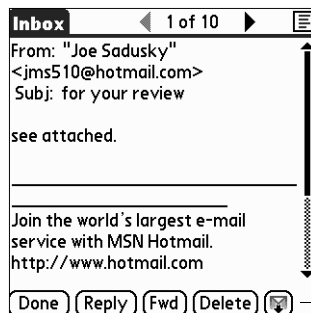 Inbox 1 of 10
From: "Joe Sadusky"
<jms510@hotmail.com>
Subj: for your review
see attached.
Join the world's largest e-mail
service with MSN Hotmail.
http://www.hotmail.com
Done Reply Fwd Delete